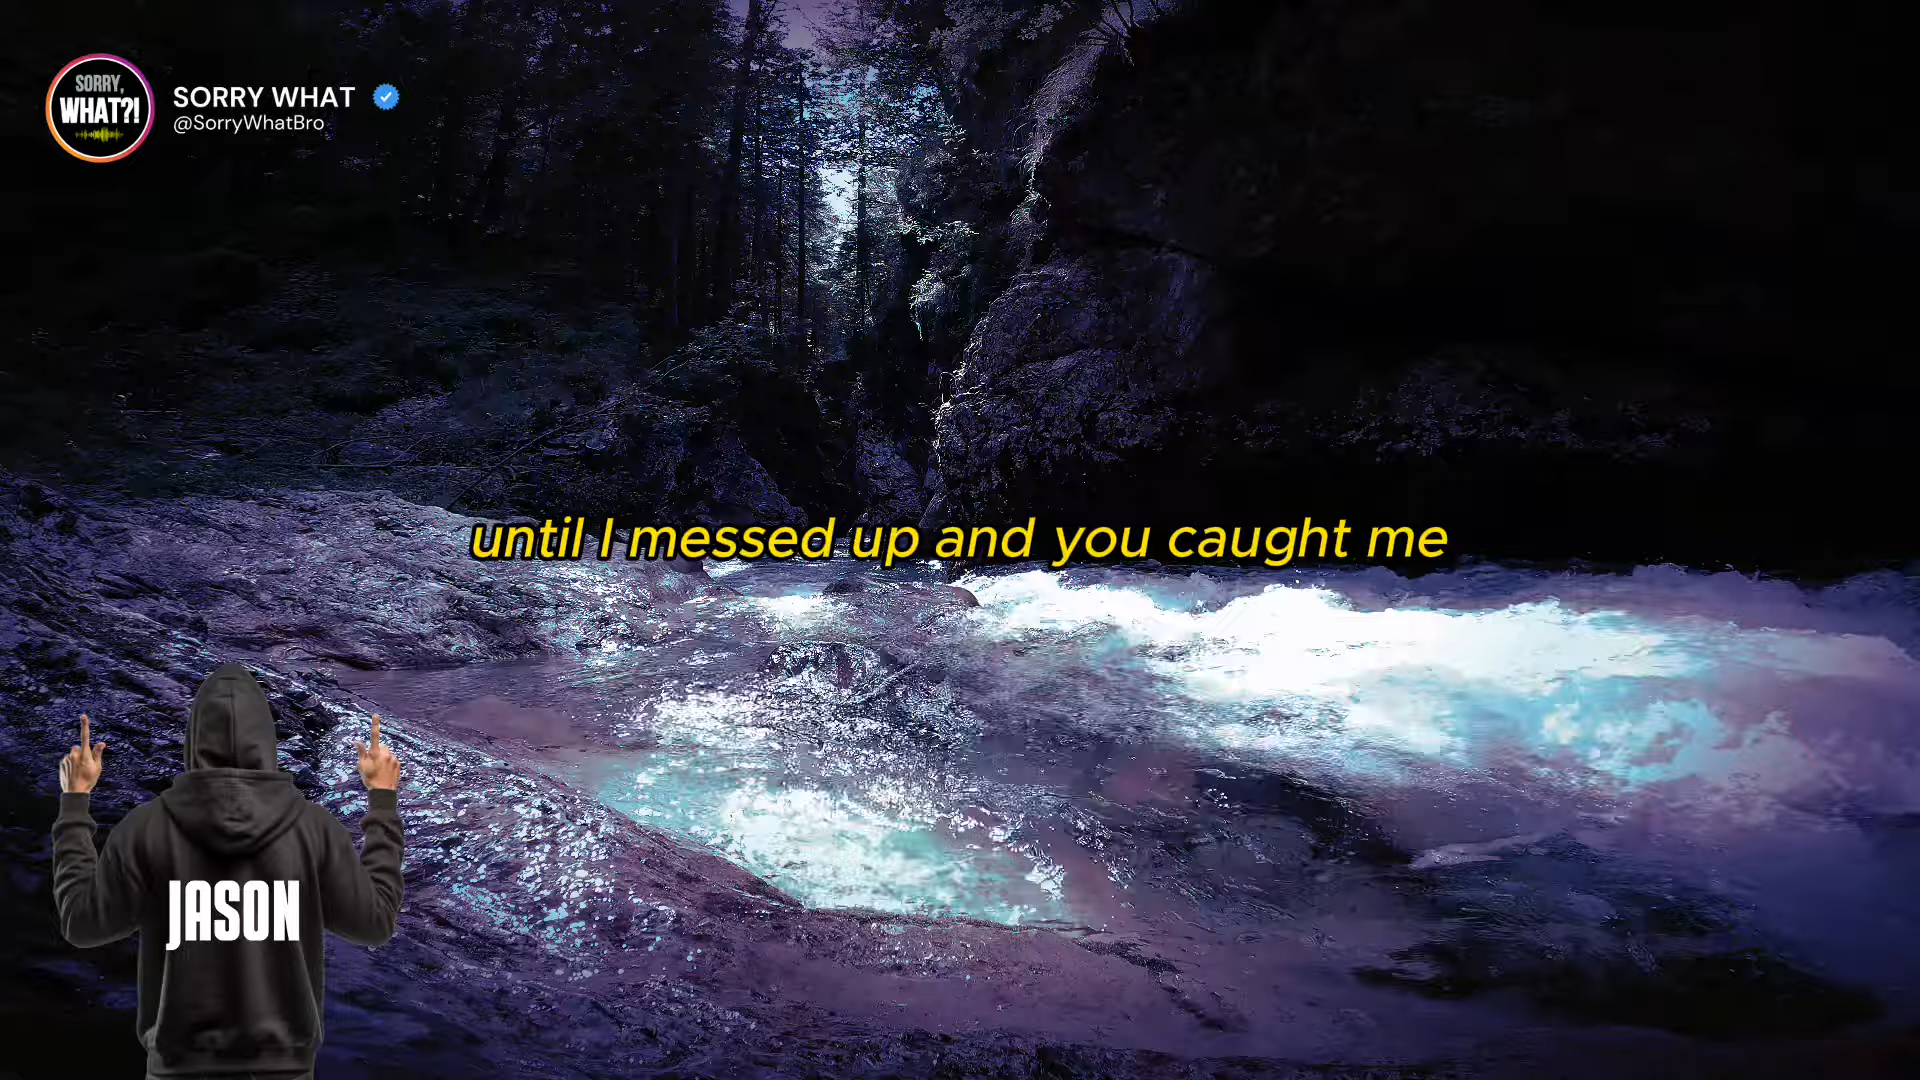 SORRY,
WHAT?!
SORRY WHAT
@SorryWhatBro
until I messed up and you caught me
JASON